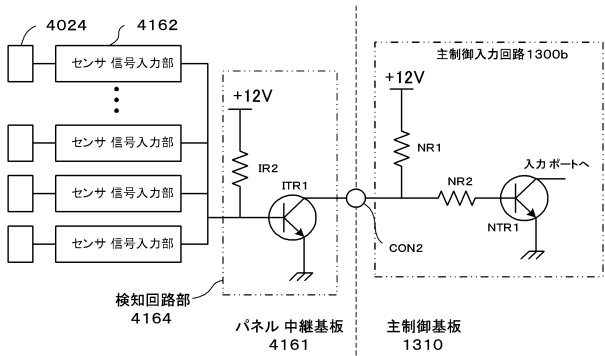 4024
4162
センサ 信号入力部
センサ 信号入力部
センサ 信号入力部
センサ 信号入力部
+12V
IR2
ITR1
検知回路部
4164
パネル 中継基板
4161
CON2
主制御入力回路1300b
+12V
NR1
NR2
入力 ポートへ
NTR1
主制御基板
1310